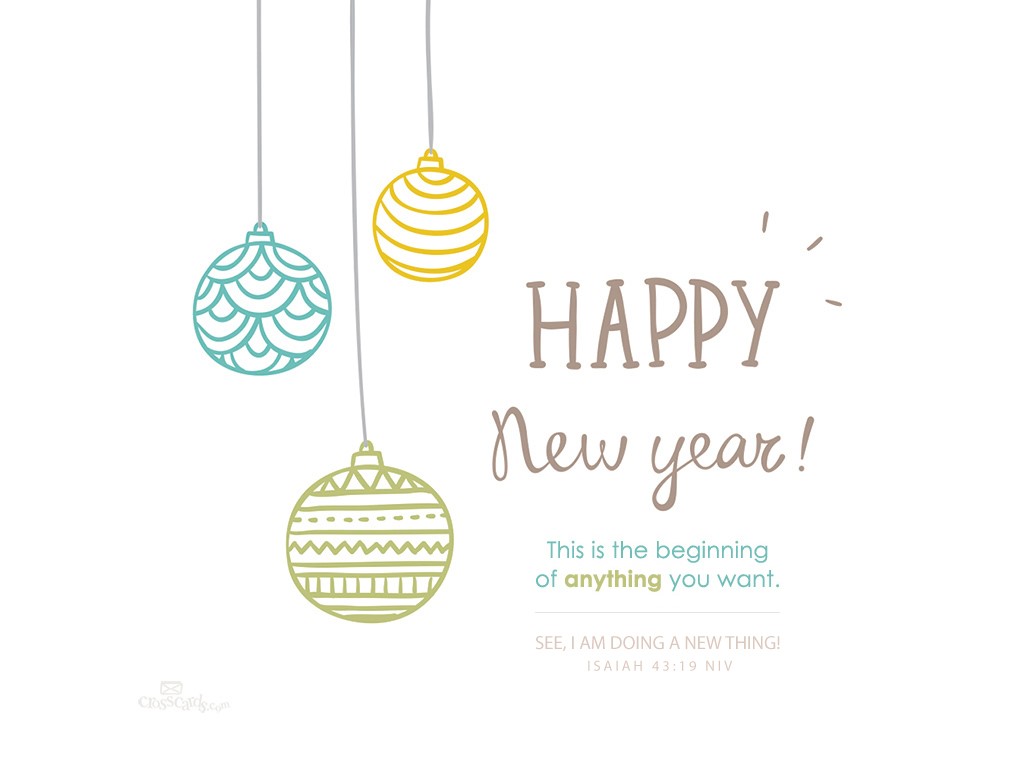 HAPPY
New year!
This is the beginning
of anything you want.
SEE, I AM DOING A NEW THING!
ISAIAH 43:19 NIV
crosscards.com